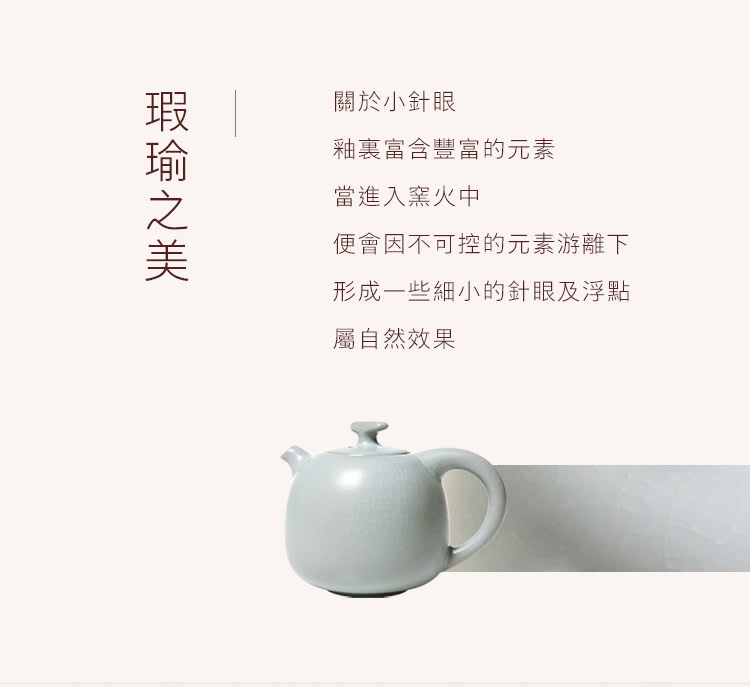 瑕瑜之美
關於小針眼
釉裏富含豐富的元素
當進入窯火中
便會因不可控的元素游離下
形成一些細小的針眼及浮點
屬自然效果